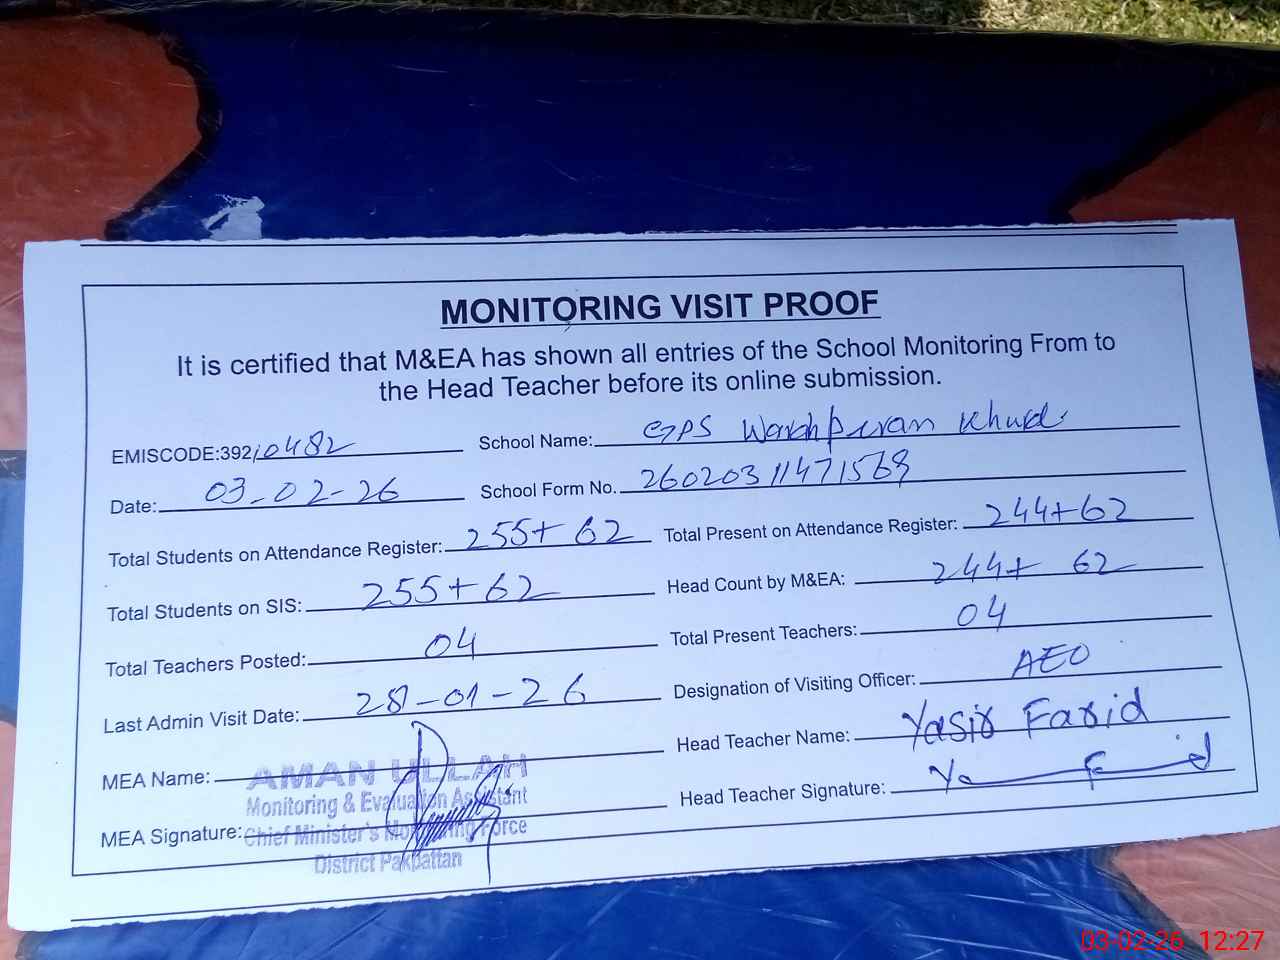 MONITORING VISIT PROOF
It is certified that M&EA has shown all entries of the School Monitoring From to
the Head Teacher before its online submission.
EMISCODE:39210482 School Name: GPS Khurd
Date: 03-02-26 School Form No. 26020311471569
Total Students on Attendance Register: 255+62 Total Present on Attendance Register: 244+62
Total Students on SIS: 255+62 Head Count by M&EA: 244+ 62
Total Teachers Posted: 04 Total Present Teachers: 04
Last Admin Visit Date: 28-01-26 Designation of Visiting Officer: AEO
MEA Name: AMAN ULLAH Head Teacher Name: Yasir Farid
Monitoring & Evaluation Assistant
MEA Signature: Chief Minister's Monitoring Force Head Teacher Signature:
District Pakpattan
03-02-26 12:27